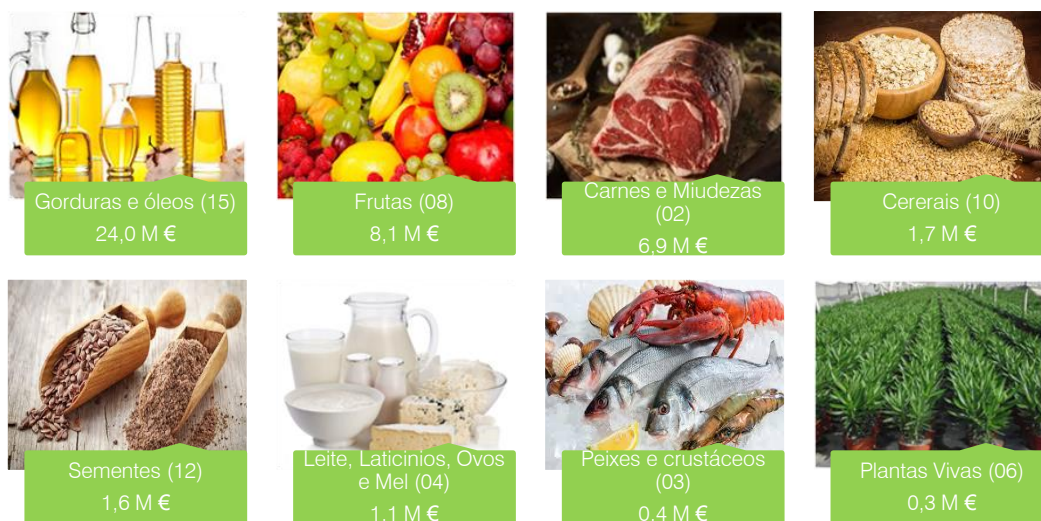 Gorduras e óleos (15)
24,0 M €
Frutas (08)
8,1 M €
Carnes e Miudezas
(02)
6,9 M €
Cererais (10)
1,7 M €
Sementes (12)
1,6 M €
Leite, Laticinios, Ovos
e Mel (04)
1,1 M €
Peixes e crustáceos
(03)
0,4 M €
Plantas Vivas (06)
0,3 M €